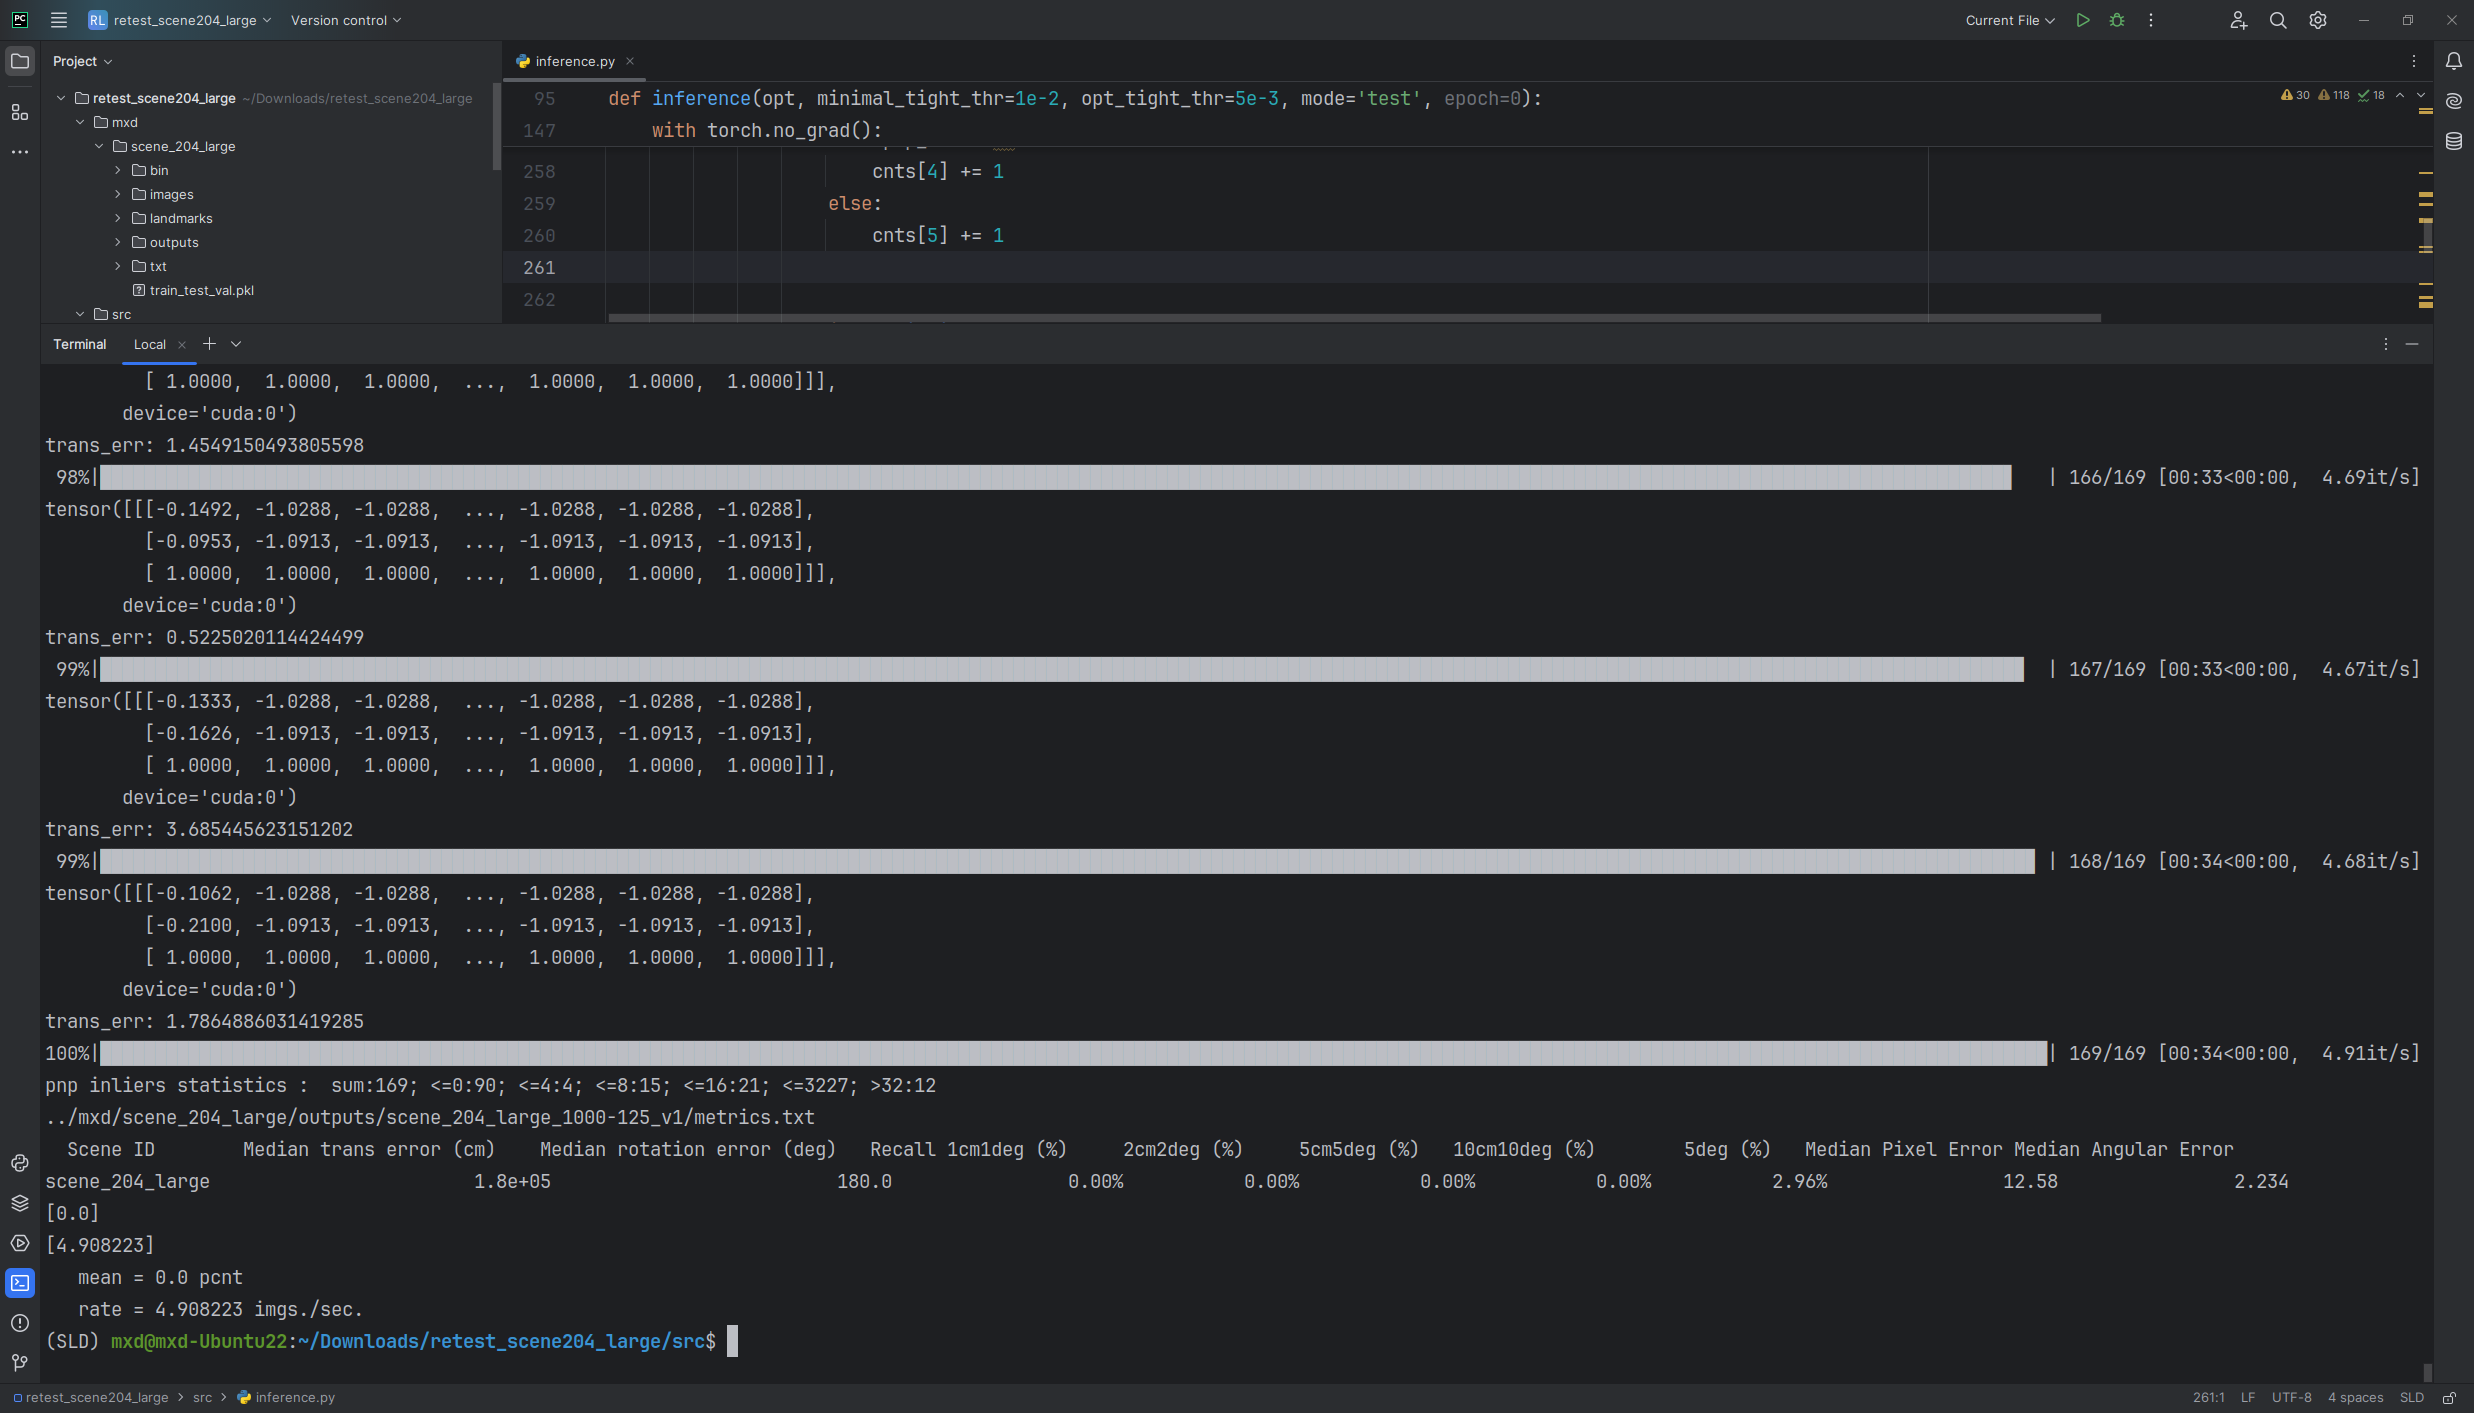 PC
RL retest_scene204_large Version control Current File
Project
retest_scene204_large ~/Downloads/retest_scene204_large
mxd
scene_204_large
bin
images
landmarks
outputs
txt
train_test_val.pkl
src
inference.py
30 118 18
95 def inference(opt, minimal_tight_thr=1e-2, opt_tight_thr=5e-3, mode='test', epoch=0):
147 with torch.no_grad():
258 cnts[4] += 1
259 else:
260 cnts[5] += 1
261
262
Terminal Local
[ 1.0000, 1.0000, 1.0000, ..., 1.0000, 1.0000, 1.0000]]],
device='cuda:0')
trans_err: 1.4549150493805598
98%| | 166/169 [00:33<00:00, 4.69it/s]
tensor([[[-0.1492, -1.0288, -1.0288, ..., -1.0288, -1.0288, -1.0288],
[-0.0953, -1.0913, -1.0913, ..., -1.0913, -1.0913, -1.0913],
[ 1.0000, 1.0000, 1.0000, ..., 1.0000, 1.0000, 1.0000]]],
device='cuda:0')
trans_err: 0.5225020114424499
99%| | 167/169 [00:33<00:00, 4.67it/s]
tensor([[[-0.1333, -1.0288, -1.0288, ..., -1.0288, -1.0288, -1.0288],
[-0.1626, -1.0913, -1.0913, ..., -1.0913, -1.0913, -1.0913],
[ 1.0000, 1.0000, 1.0000, ..., 1.0000, 1.0000, 1.0000]]],
device='cuda:0')
trans_err: 3.685445623151202
99%| | 168/169 [00:34<00:00, 4.68it/s]
tensor([[[-0.1062, -1.0288, -1.0288, ..., -1.0288, -1.0288, -1.0288],
[-0.2100, -1.0913, -1.0913, ..., -1.0913, -1.0913, -1.0913],
[ 1.0000, 1.0000, 1.0000, ..., 1.0000, 1.0000, 1.0000]]],
device='cuda:0')
trans_err: 1.7864886031419285
100%| | 169/169 [00:34<00:00, 4.91it/s]
pnp inliers statistics : sum:169; <=0:90; <=4:4; <=8:15; <=16:21; <=3227; >32:12
../mxd/scene_204_large/outputs/scene_204_large_1000-125_v1/metrics.txt
Scene ID Median trans error (cm) Median rotation error (deg) Recall 1cm1deg (%) 2cm2deg (%) 5cm5deg (%) 10cm10deg (%) 5deg (%) Median Pixel Error Median Angular Error
scene_204_large 1.8e+05 180.0 0.00% 0.00% 0.00% 0.00% 2.96% 12.58 2.234
[0.0]
[4.908223]
mean = 0.0 pcnt
rate = 4.908223 imgs./sec.
(SLD) mxd@mxd-Ubuntu22:~/Downloads/retest_scene204_large/src$
retest_scene204_large > src > inference.py 261:1 LF UTF-8 4 spaces SLD